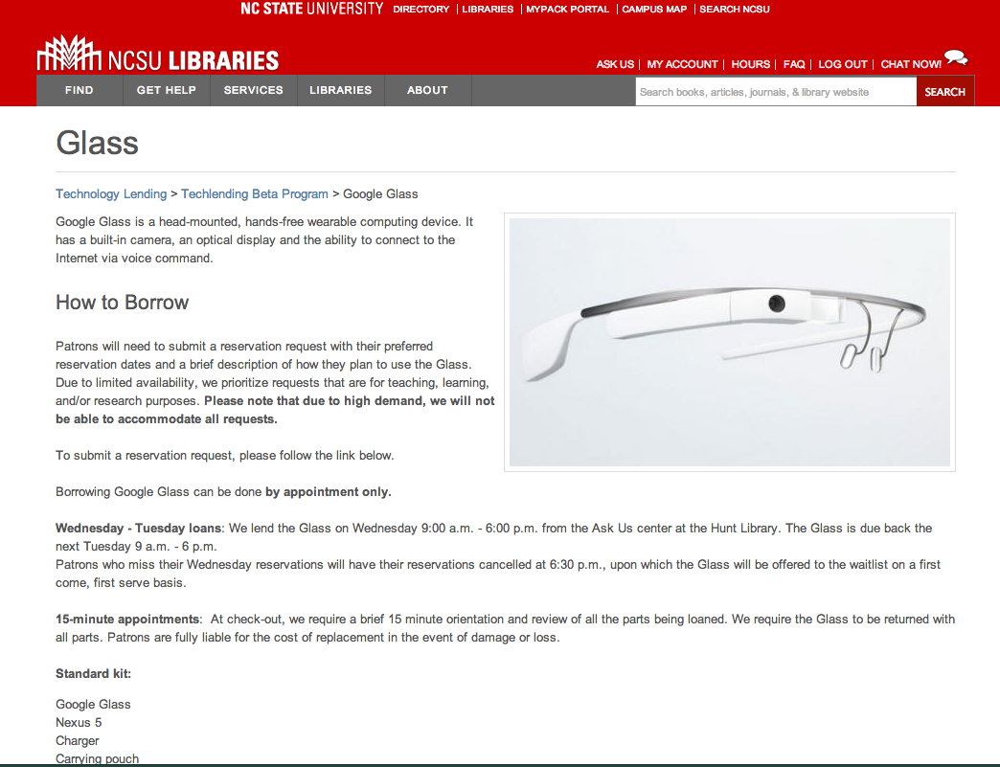 NC STATE UNIVERSITY DIRECTORY | LIBRARIES | MYPACK PORTAL | CAMPUS MAP | SEARCH NCSU
NCSU LIBRARIES
ASK US | MY ACCOUNT | HOURS | FAQ | LOG OUT | CHAT NOW!
FIND GET HELP SERVICES LIBRARIES ABOUT
Search books, articles, journals, & library website SEARCH
Glass
Technology Lending > Techlending Beta Program > Google Glass
Google Glass is a head-mounted, hands-free wearable computing device. It
has a built-in camera, an optical display and the ability to connect to the
Internet via voice command.
How to Borrow
Patrons will need to submit a reservation request with their preferred
reservation dates and a brief description of how they plan to use the Glass.
Due to limited availability, we prioritize requests that are for teaching, learning,
and/or research purposes. Please note that due to high demand, we will not
be able to accommodate all requests.
To submit a reservation request, please follow the link below.
Borrowing Google Glass can be done by appointment only.
Wednesday - Tuesday loans: We lend the Glass on Wednesday 9:00 a.m. - 6:00 p.m. from the Ask Us center at the Hunt Library. The Glass is due back the
next Tuesday 9 a.m. - 6 p.m.
Patrons who miss their Wednesday reservations will have their reservations cancelled at 6:30 p.m., upon which the Glass will be offered to the waitlist on a first
come, first serve basis.
15-minute appointments: At check-out, we require a brief 15 minute orientation and review of all the parts being loaned. We require the Glass to be returned with
all parts. Patrons are fully liable for the cost of replacement in the event of damage or loss.
Standard kit:
Google Glass
Nexus 5
Charger
Carrying pouch